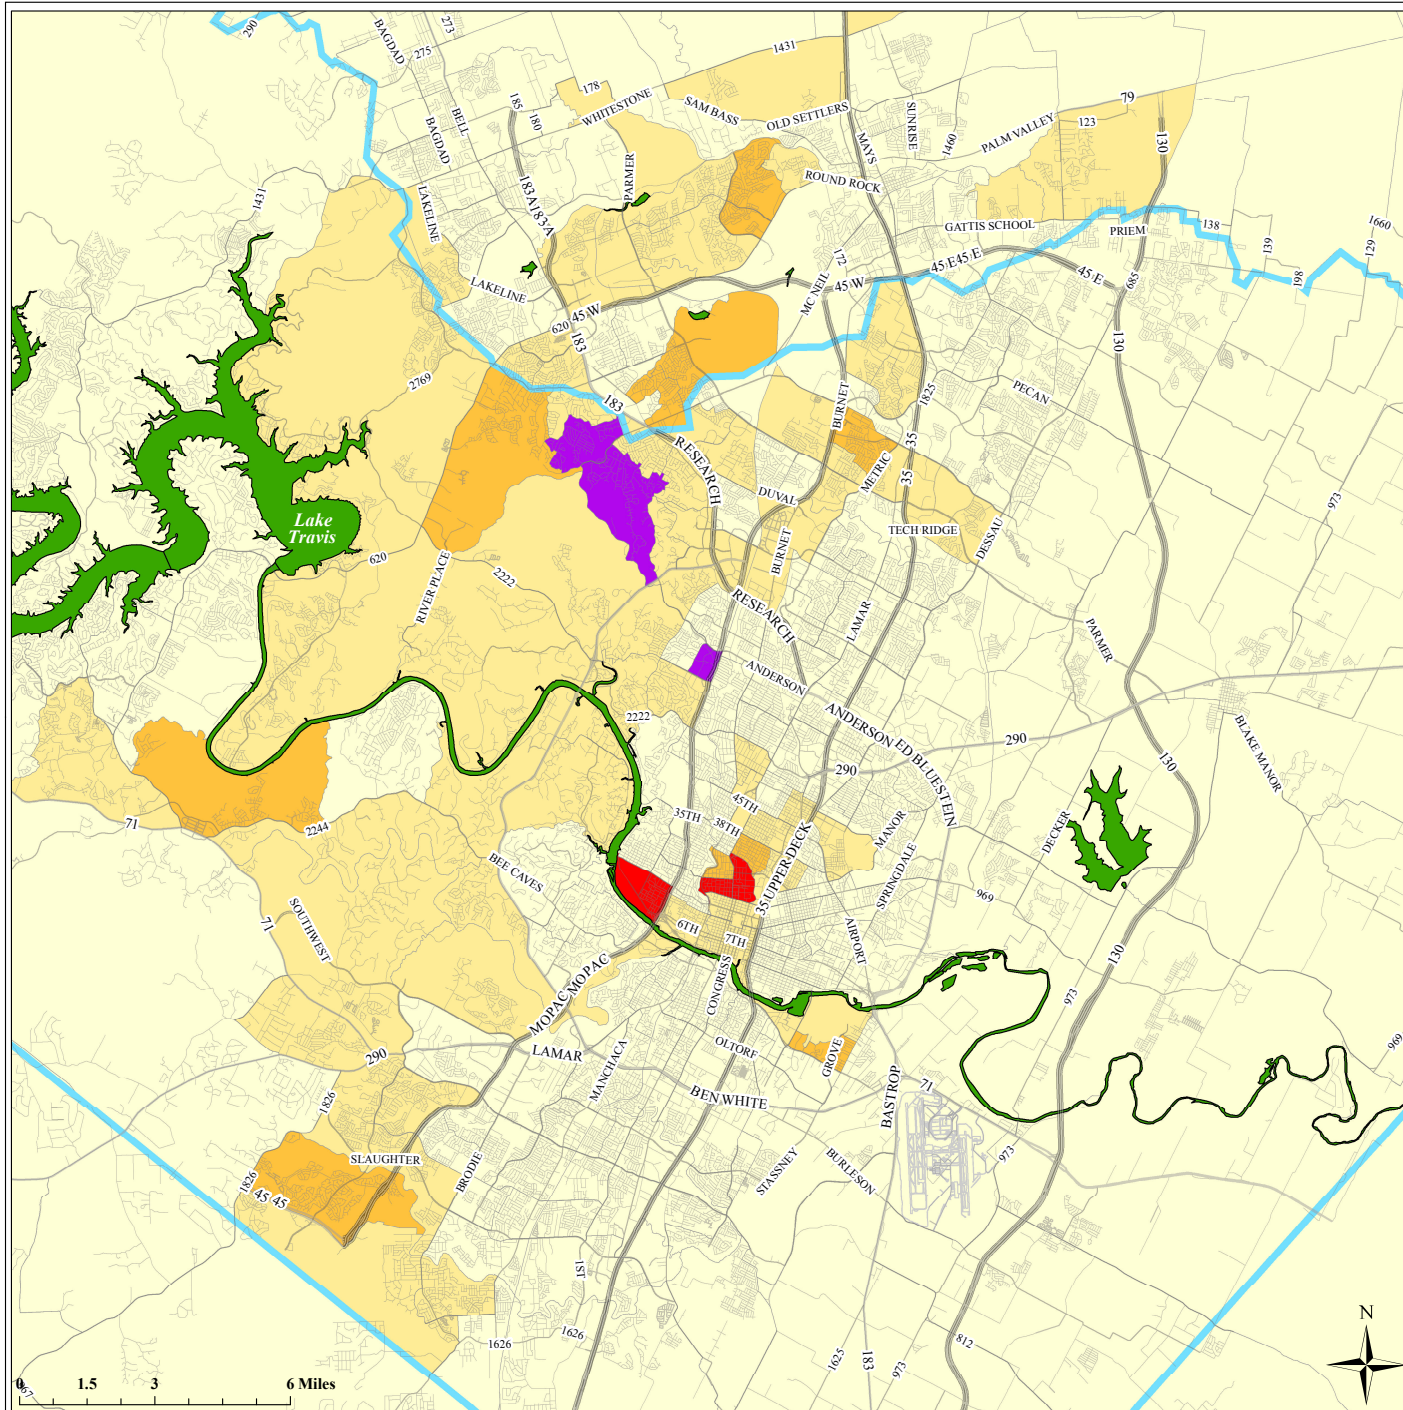 290
BAGDAD
273
275
1431
178
WHITESTONE
SAM BASS
OLD SETTLERS
185
180
BELL
BAGDAD
SUNRISE
79
123
PALM VALLEY
1460
MAYS
130
PARMER
ROUND ROCK
183A
183A
LAKELINE
1431
GATTIS SCHOOL
PRIEM
138
1660
139
129
198
172
45 E
45 E
45 E
685
LAKELINE
45 W
MC NEIL
620
45 W
183
130
2769
183
BURNET
1825
PECAN
35
35
RESEARCH
METRIC
DUVAL
973
Lake
Travis
TECH RIDGE
DESSAU
620
BURNET
2222
RIVER PLACE
RESEARCH
LAMAR
PARMER
ANDERSON
2222
ANDERSON
ED BLUESTEIN
290
BLAKE MANOR
290
130
45TH
35TH
38TH
71
2244
MANOR
DECKER
UPPER DECK
35
BEE CAVES
SPRINGDALE
969
71
SOUTHWEST
6TH
7TH
AIRPORT
130
MOPAC
MOPAC
CONGRESS
973
LAMAR
290
MANCHACA
OLTORF
GROVE
969
71
BASTROP
BEN WHITE
1826
SLAUGHTER
BRODIE
1826
45
45
STASSNEY
BURLESON
973
1ST
N
1626
1626
812
1625
183
973
967
0
1.5
3
6 Miles